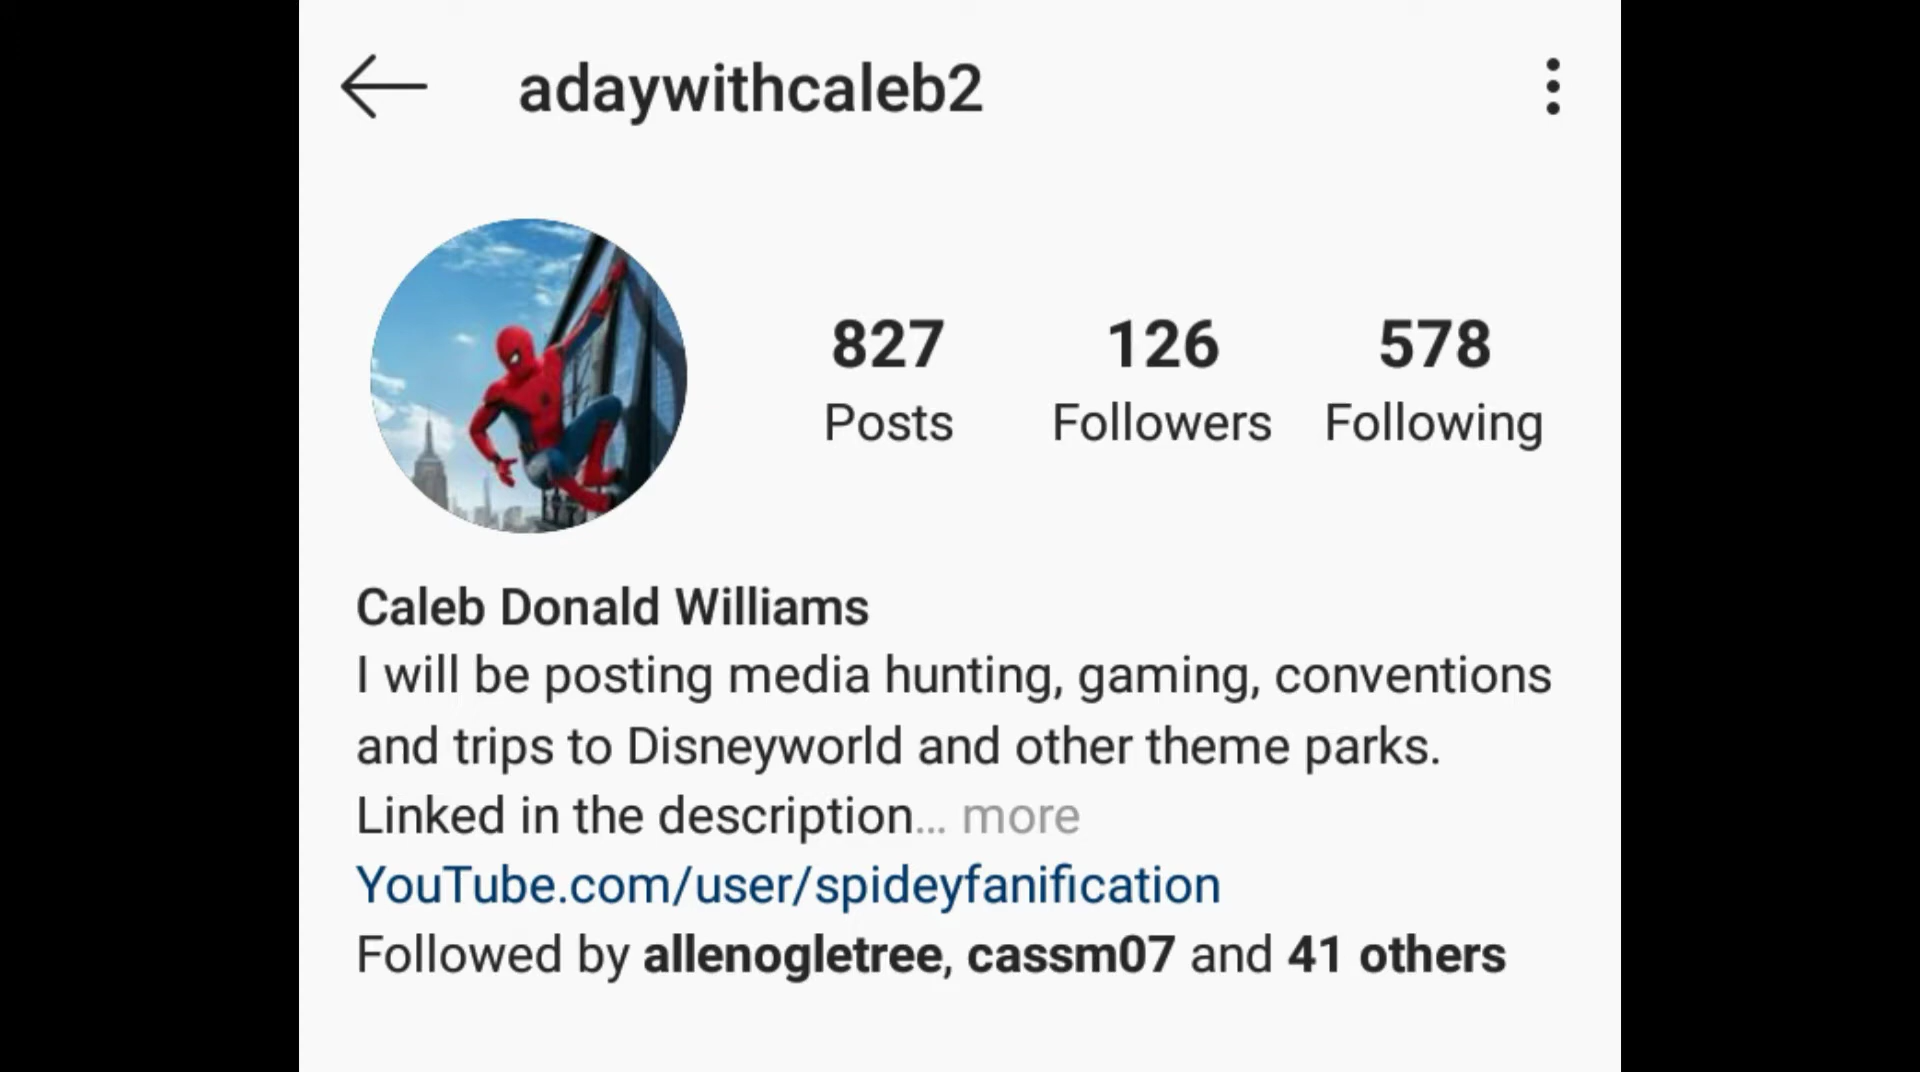 adaywithcaleb2
827 126 578
Posts Followers Following
Caleb Donald Williams
I will be posting media hunting, gaming, conventions
and trips to Disneyworld and other theme parks.
Linked in the description... more
YouTube.com/user/spideyfanification
Followed by allenogletree, cassm07 and 41 others